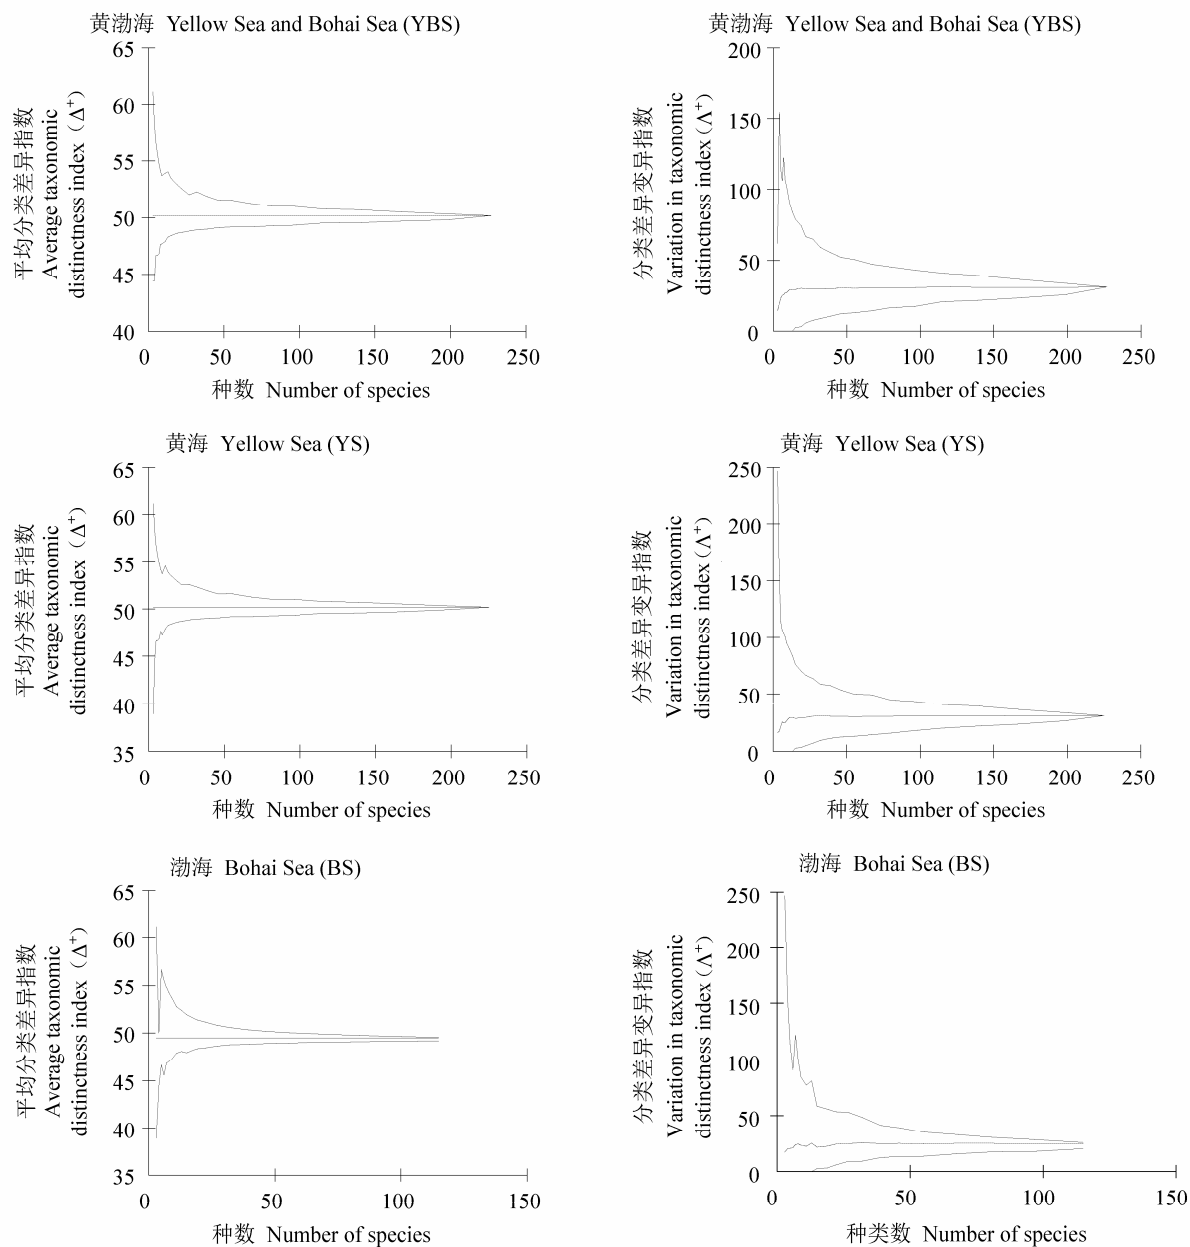 黄渤海 Yellow Sea and Bohai Sea (YBS)
平均分类差异指数
Average taxonomic
distinctness index (Δ⁺)
65
60
55
50
45
40
0 50 100 150 200 250
种数 Number of species
黄渤海 Yellow Sea and Bohai Sea (YBS)
分类差异变异指数
Variation in taxonomic
distinctness index (Λ⁺)
200
150
100
50
0
0 50 100 150 200 250
种数 Number of species
黄海 Yellow Sea (YS)
平均分类差异指数
Average taxonomic
distinctness index (Δ⁺)
65
60
55
50
45
40
35
0 50 100 150 200 250
种数 Number of species
黄海 Yellow Sea (YS)
分类差异变异指数
Variation in taxonomic
distinctness index (Λ⁺)
250
200
150
100
50
0
0 50 100 150 200 250
种数 Number of species
渤海 Bohai Sea (BS)
平均分类差异指数
Average taxonomic
distinctness index (Δ⁺)
65
60
55
50
45
40
35
0 50 100 150
种数 Number of species
渤海 Bohai Sea (BS)
分类差异变异指数
Variation in taxonomic
distinctness index (Λ⁺)
250
200
150
100
50
0
0 50 100 150
种类数 Number of species